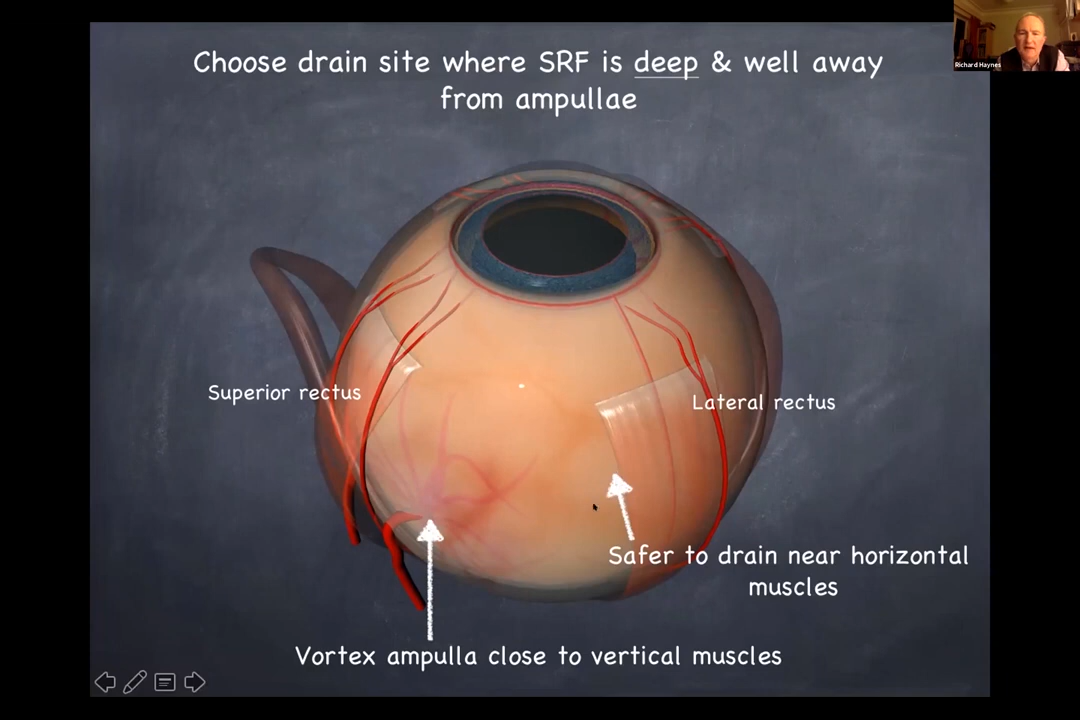 Choose drain site where SRF is deep & well away
from ampullae
Richard Haynes
Superior rectus
Lateral rectus
Safer to drain near horizontal
muscles
Vortex ampulla close to vertical muscles